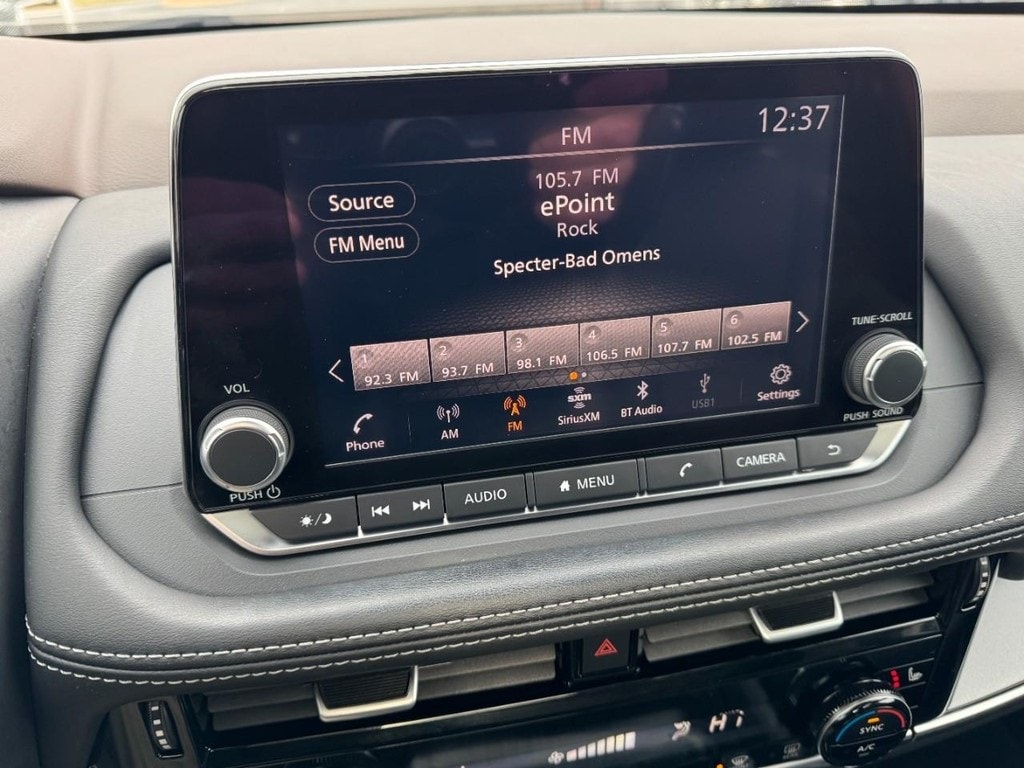 FM
12:37
105.7 FM
ePoint
Rock
Specter-Bad Omens
Source
FM Menu
1
92.3 FM
2
93.7 FM
3
98.1 FM
4
106.5 FM
5
107.7 FM
6
102.5 FM
Phone
AM
FM
sxm
SiriusXM
BT Audio
USB1
Settings
VOL
PUSH
TUNE-SCROLL
PUSH SOUND
AUDIO
MENU
CAMERA
HI
SYNC
A/C